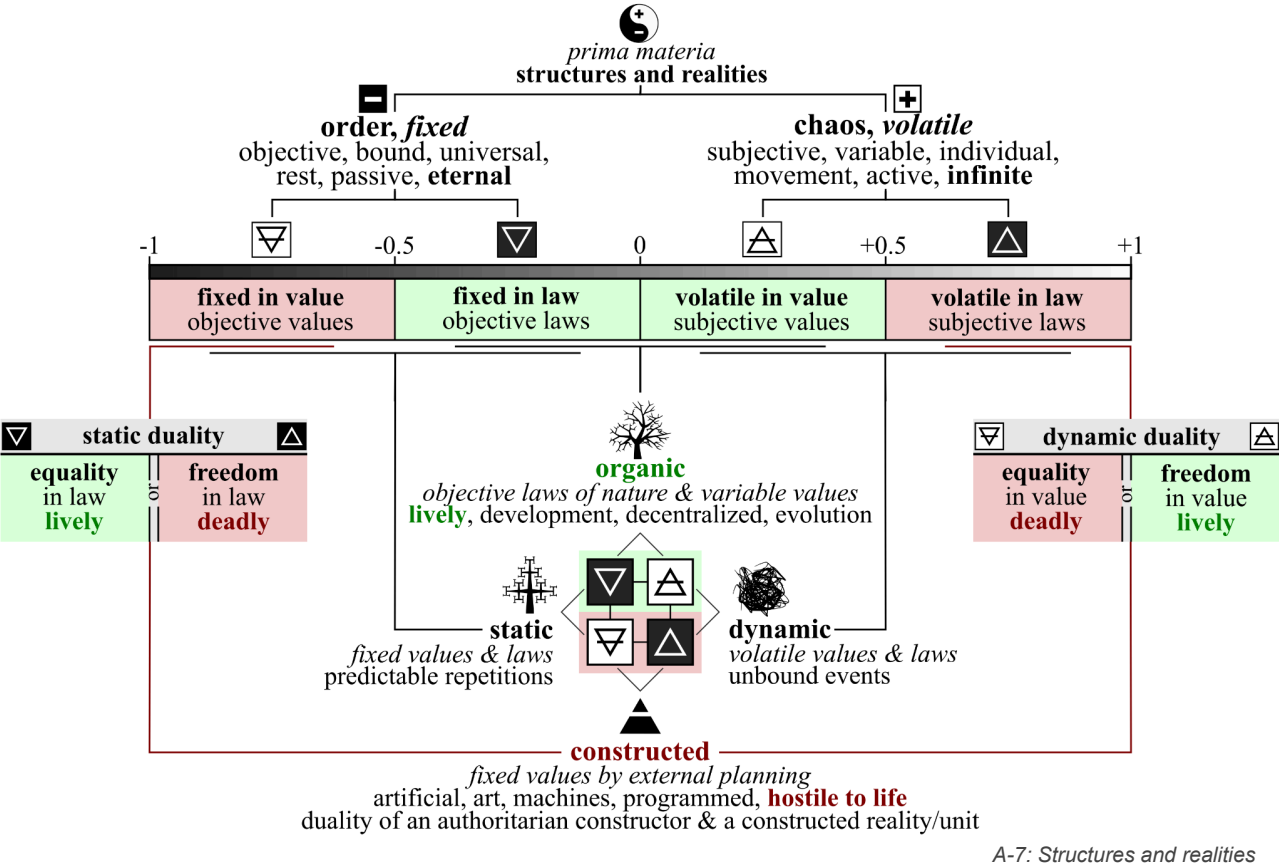 prima materia
structures and realities
order, fixed
objective, bound, universal,
rest, passive, eternal
chaos, volatile
subjective, variable, individual,
movement, active, infinite
-1
-0.5
0
+0.5
+1
fixed in value
objective values
fixed in law
objective laws
volatile in value
subjective values
volatile in law
subjective laws
static duality
equality
in law
lively
or
freedom
in law
deadly
dynamic duality
equality
in value
deadly
or
freedom
in value
lively
organic
objective laws of nature & variable values
lively, development, decentralized, evolution
static
fixed values & laws
predictable repetitions
dynamic
volatile values & laws
unbound events
constructed
fixed values by external planning
artificial, art, machines, programmed, hostile to life
duality of an authoritarian constructor & a constructed reality/unit
A-7: Structures and realities